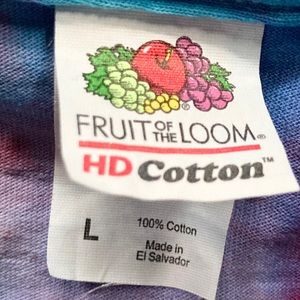 FRUIT OF THE LOOM®
HD Cotton™
L
100% Cotton
Made in
El Salvador